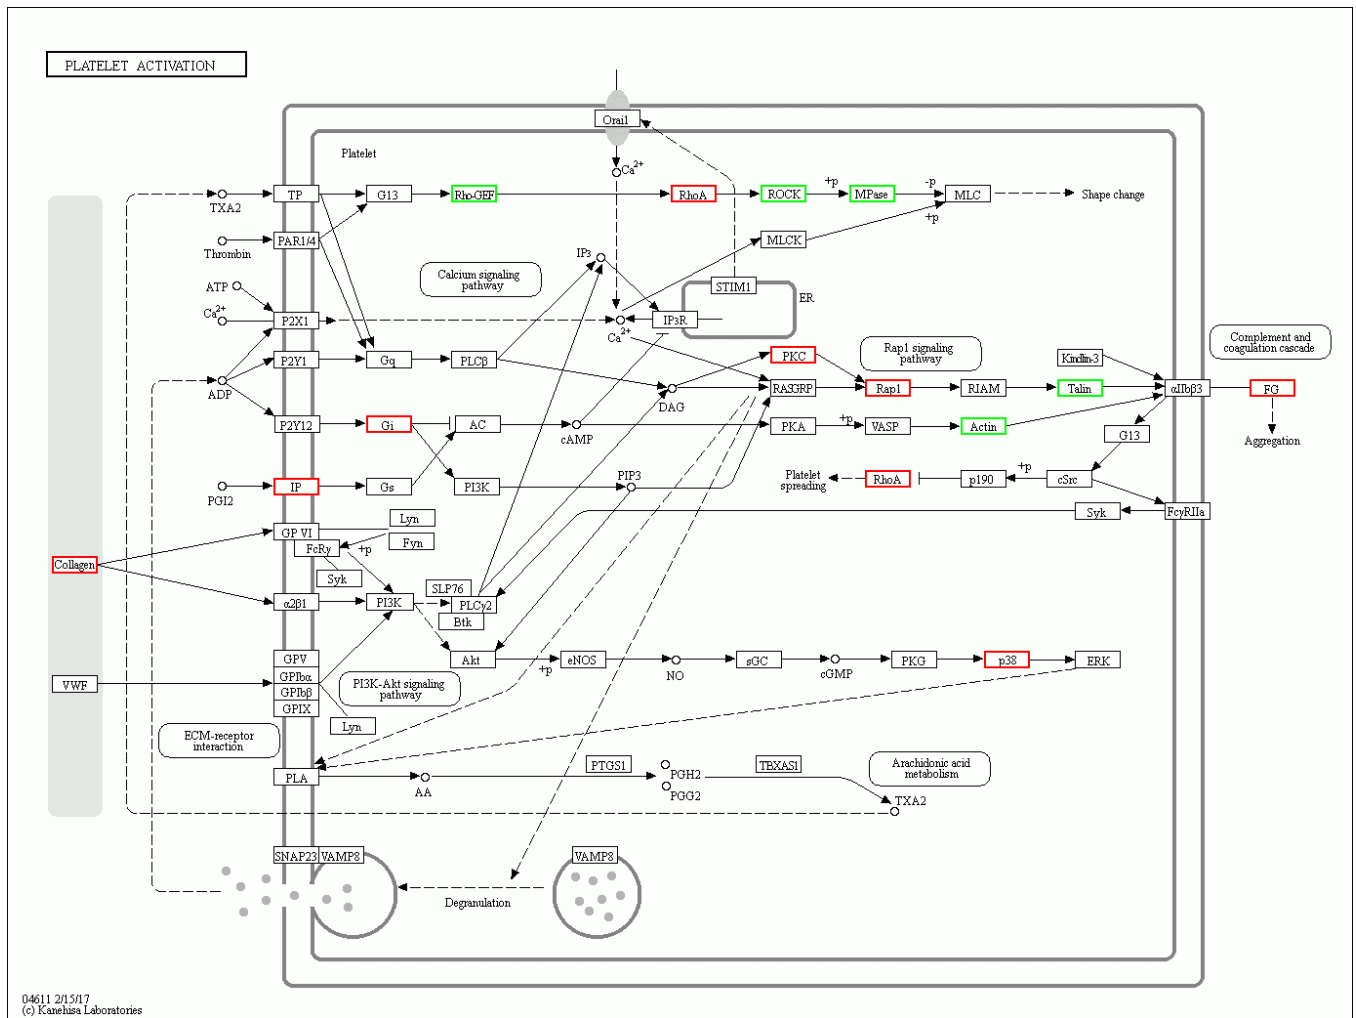 PLATELET ACTIVATION
Orai1
Platelet
Ca2+
TXA2
TP
G13
Rho-GEF
RhoA
ROCK
+p
MPase
-p
MLC
Shape change
+p
Thrombin
PAR1/4
MLCK
IP3
Calcium signaling
pathway
ATP
STIM1
ER
Ca2+
P2X1
IP3R
Ca2+
P2Y1
Gq
PLCβ
PKC
Rap1 signaling
pathway
Kindlin-3
Complement and
coagulation cascade
ADP
DAG
RASGRP
Rap1
RIAM
Talin
αIIbβ3
FG
P2Y12
Gi
AC
cAMP
PKA
+p
VASP
Actin
G13
Aggregation
PGI2
IP
Gs
PI3K
PIP3
Platelet
spreading
RhoA
p190
+p
cSrc
GP VI
Lyn
Syk
FcγRIIa
FcRγ
+p
Fyn
Collagen
Syk
α2β1
PI3K
SLP76
PLCγ2
Btk
GPV
Akt
+p
eNOS
NO
sGC
cGMP
PKG
p38
ERK
VWF
GPIbα
GPIbβ
GPIX
PI3K-Akt signaling
pathway
Lyn
ECM-receptor
interaction
PLA
AA
PTGS1
PGH2
PGG2
TBXAS1
Arachidonic acid
metabolism
TXA2
SNAP23
VAMP8
VAMP8
Degranulation
04611 2/15/17
(c) Kanehisa Laboratories